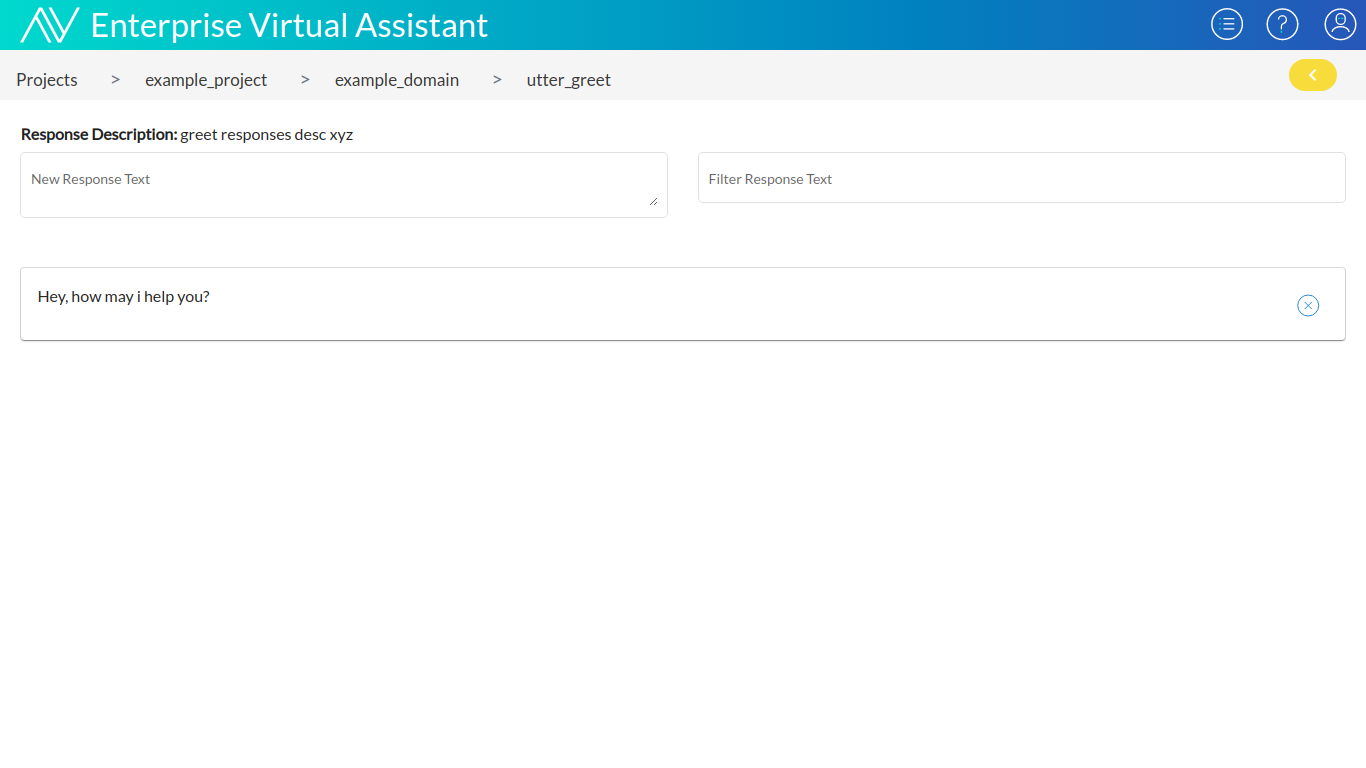 Enterprise Virtual Assistant
?
Projects > example_project > example_domain > utter_greet
Response Description: greet responses desc xyz
New Response Text
Filter Response Text
Hey, how may i help you?